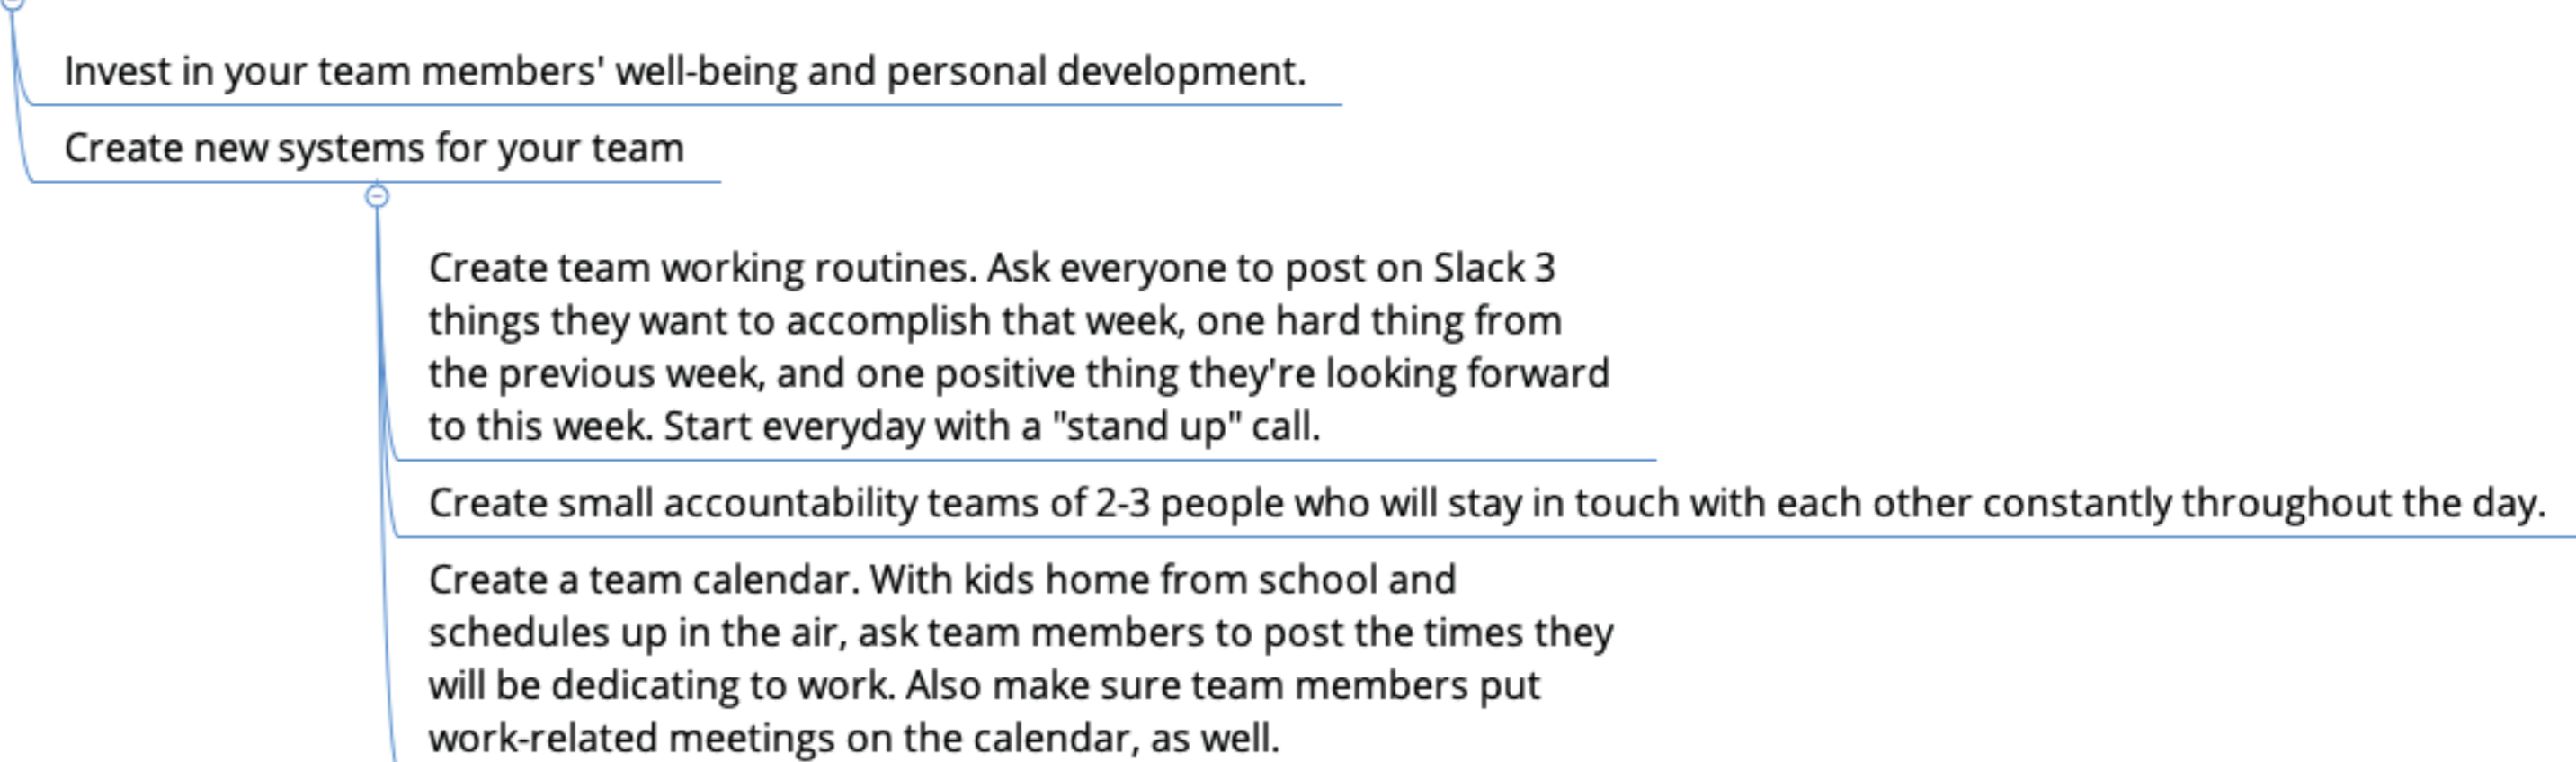 Invest in your team members' well-being and personal development.
Create new systems for your team
Create team working routines. Ask everyone to post on Slack 3
things they want to accomplish that week, one hard thing from
the previous week, and one positive thing they're looking forward
to this week. Start everyday with a "stand up" call.
Create small accountability teams of 2-3 people who will stay in touch with each other constantly throughout the day.
Create a team calendar. With kids home from school and
schedules up in the air, ask team members to post the times they
will be dedicating to work. Also make sure team members put
work-related meetings on the calendar, as well.